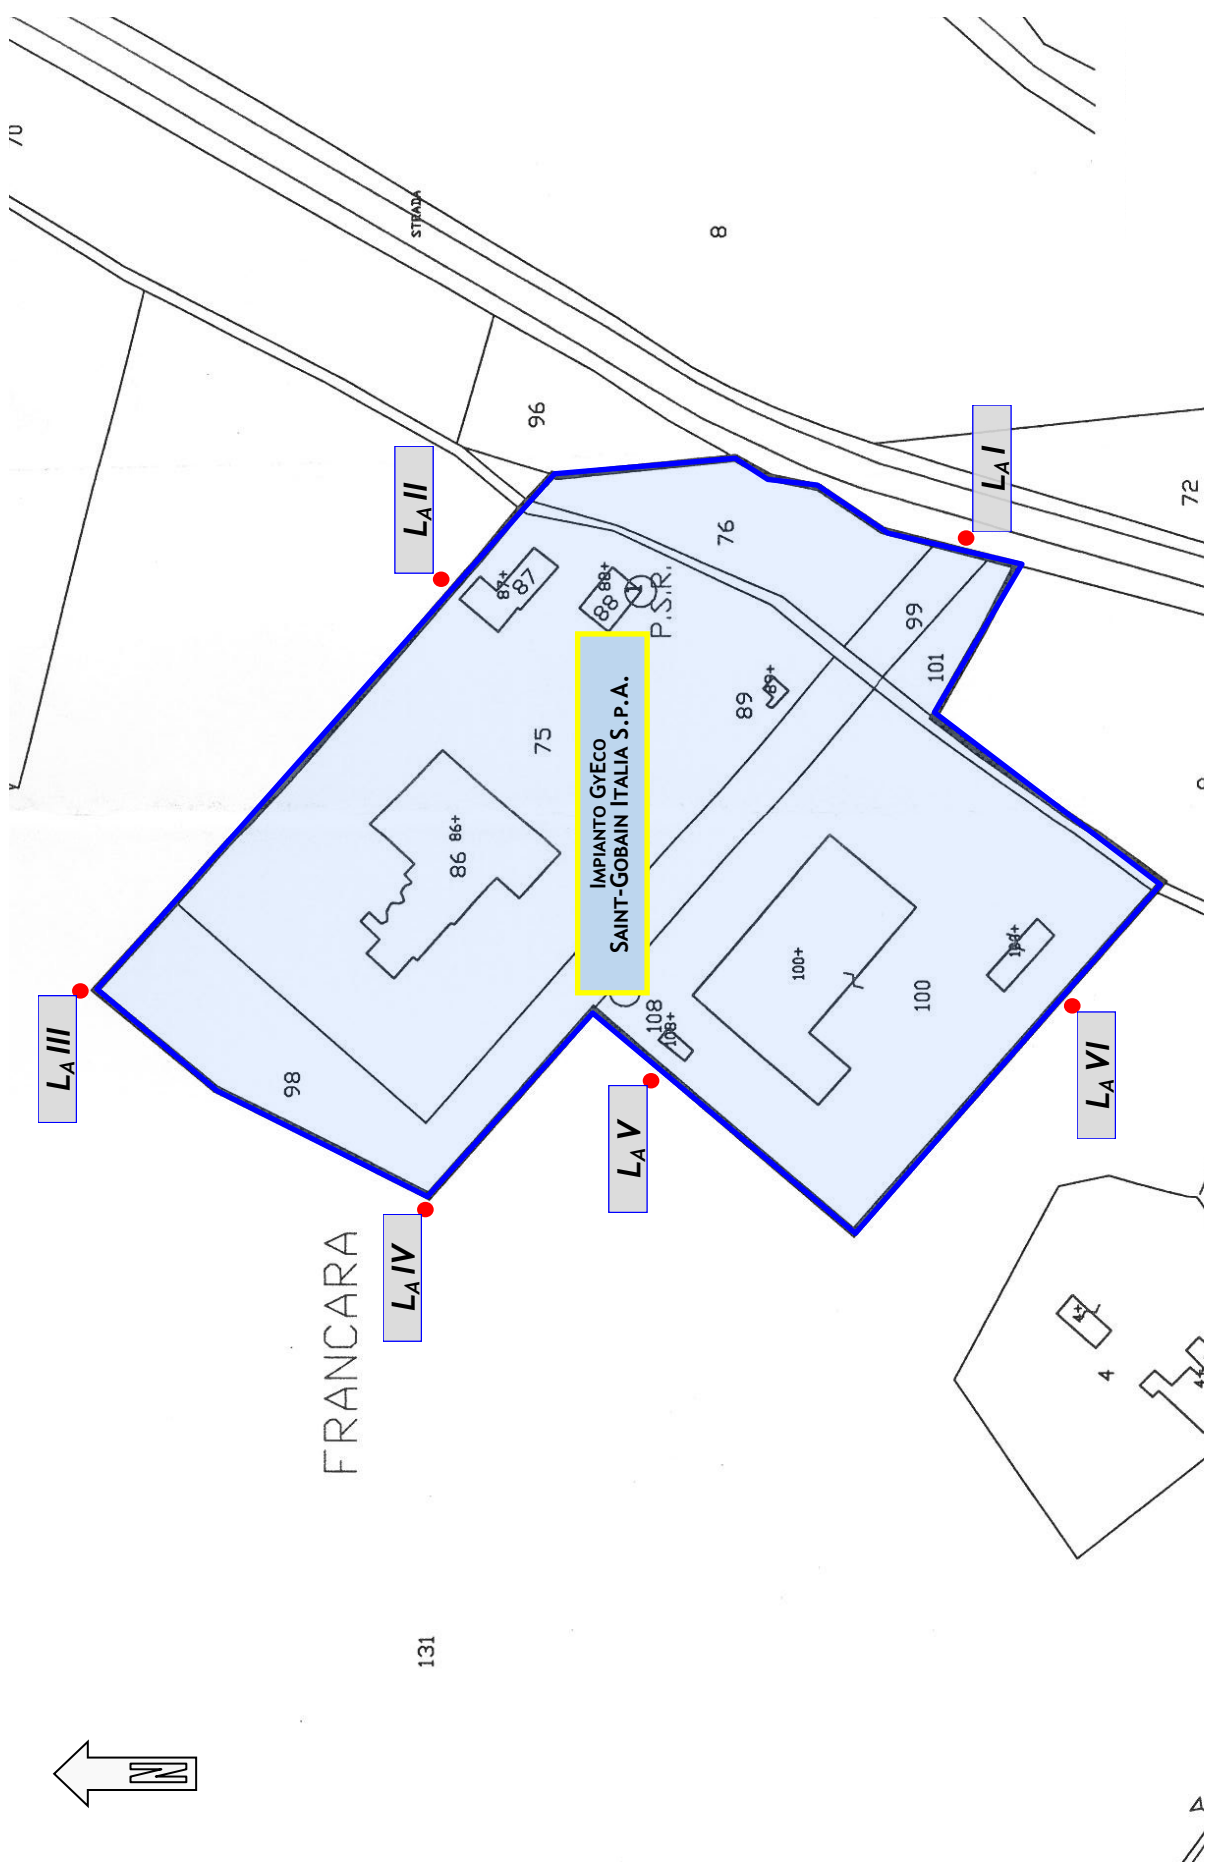 70
LA III
N
98
FRANCARA
LA IV
STRADA
LA II
131
86 86+
87+
87
96
75
88+
88
IMPIANTO GYECO
SAINT-GOBAIN ITALIA S.P.A.
LA V
P.S.R.
108
108+
8
76
89
89+
100+
99
100
101
LA I
LA VI
4+
4
72